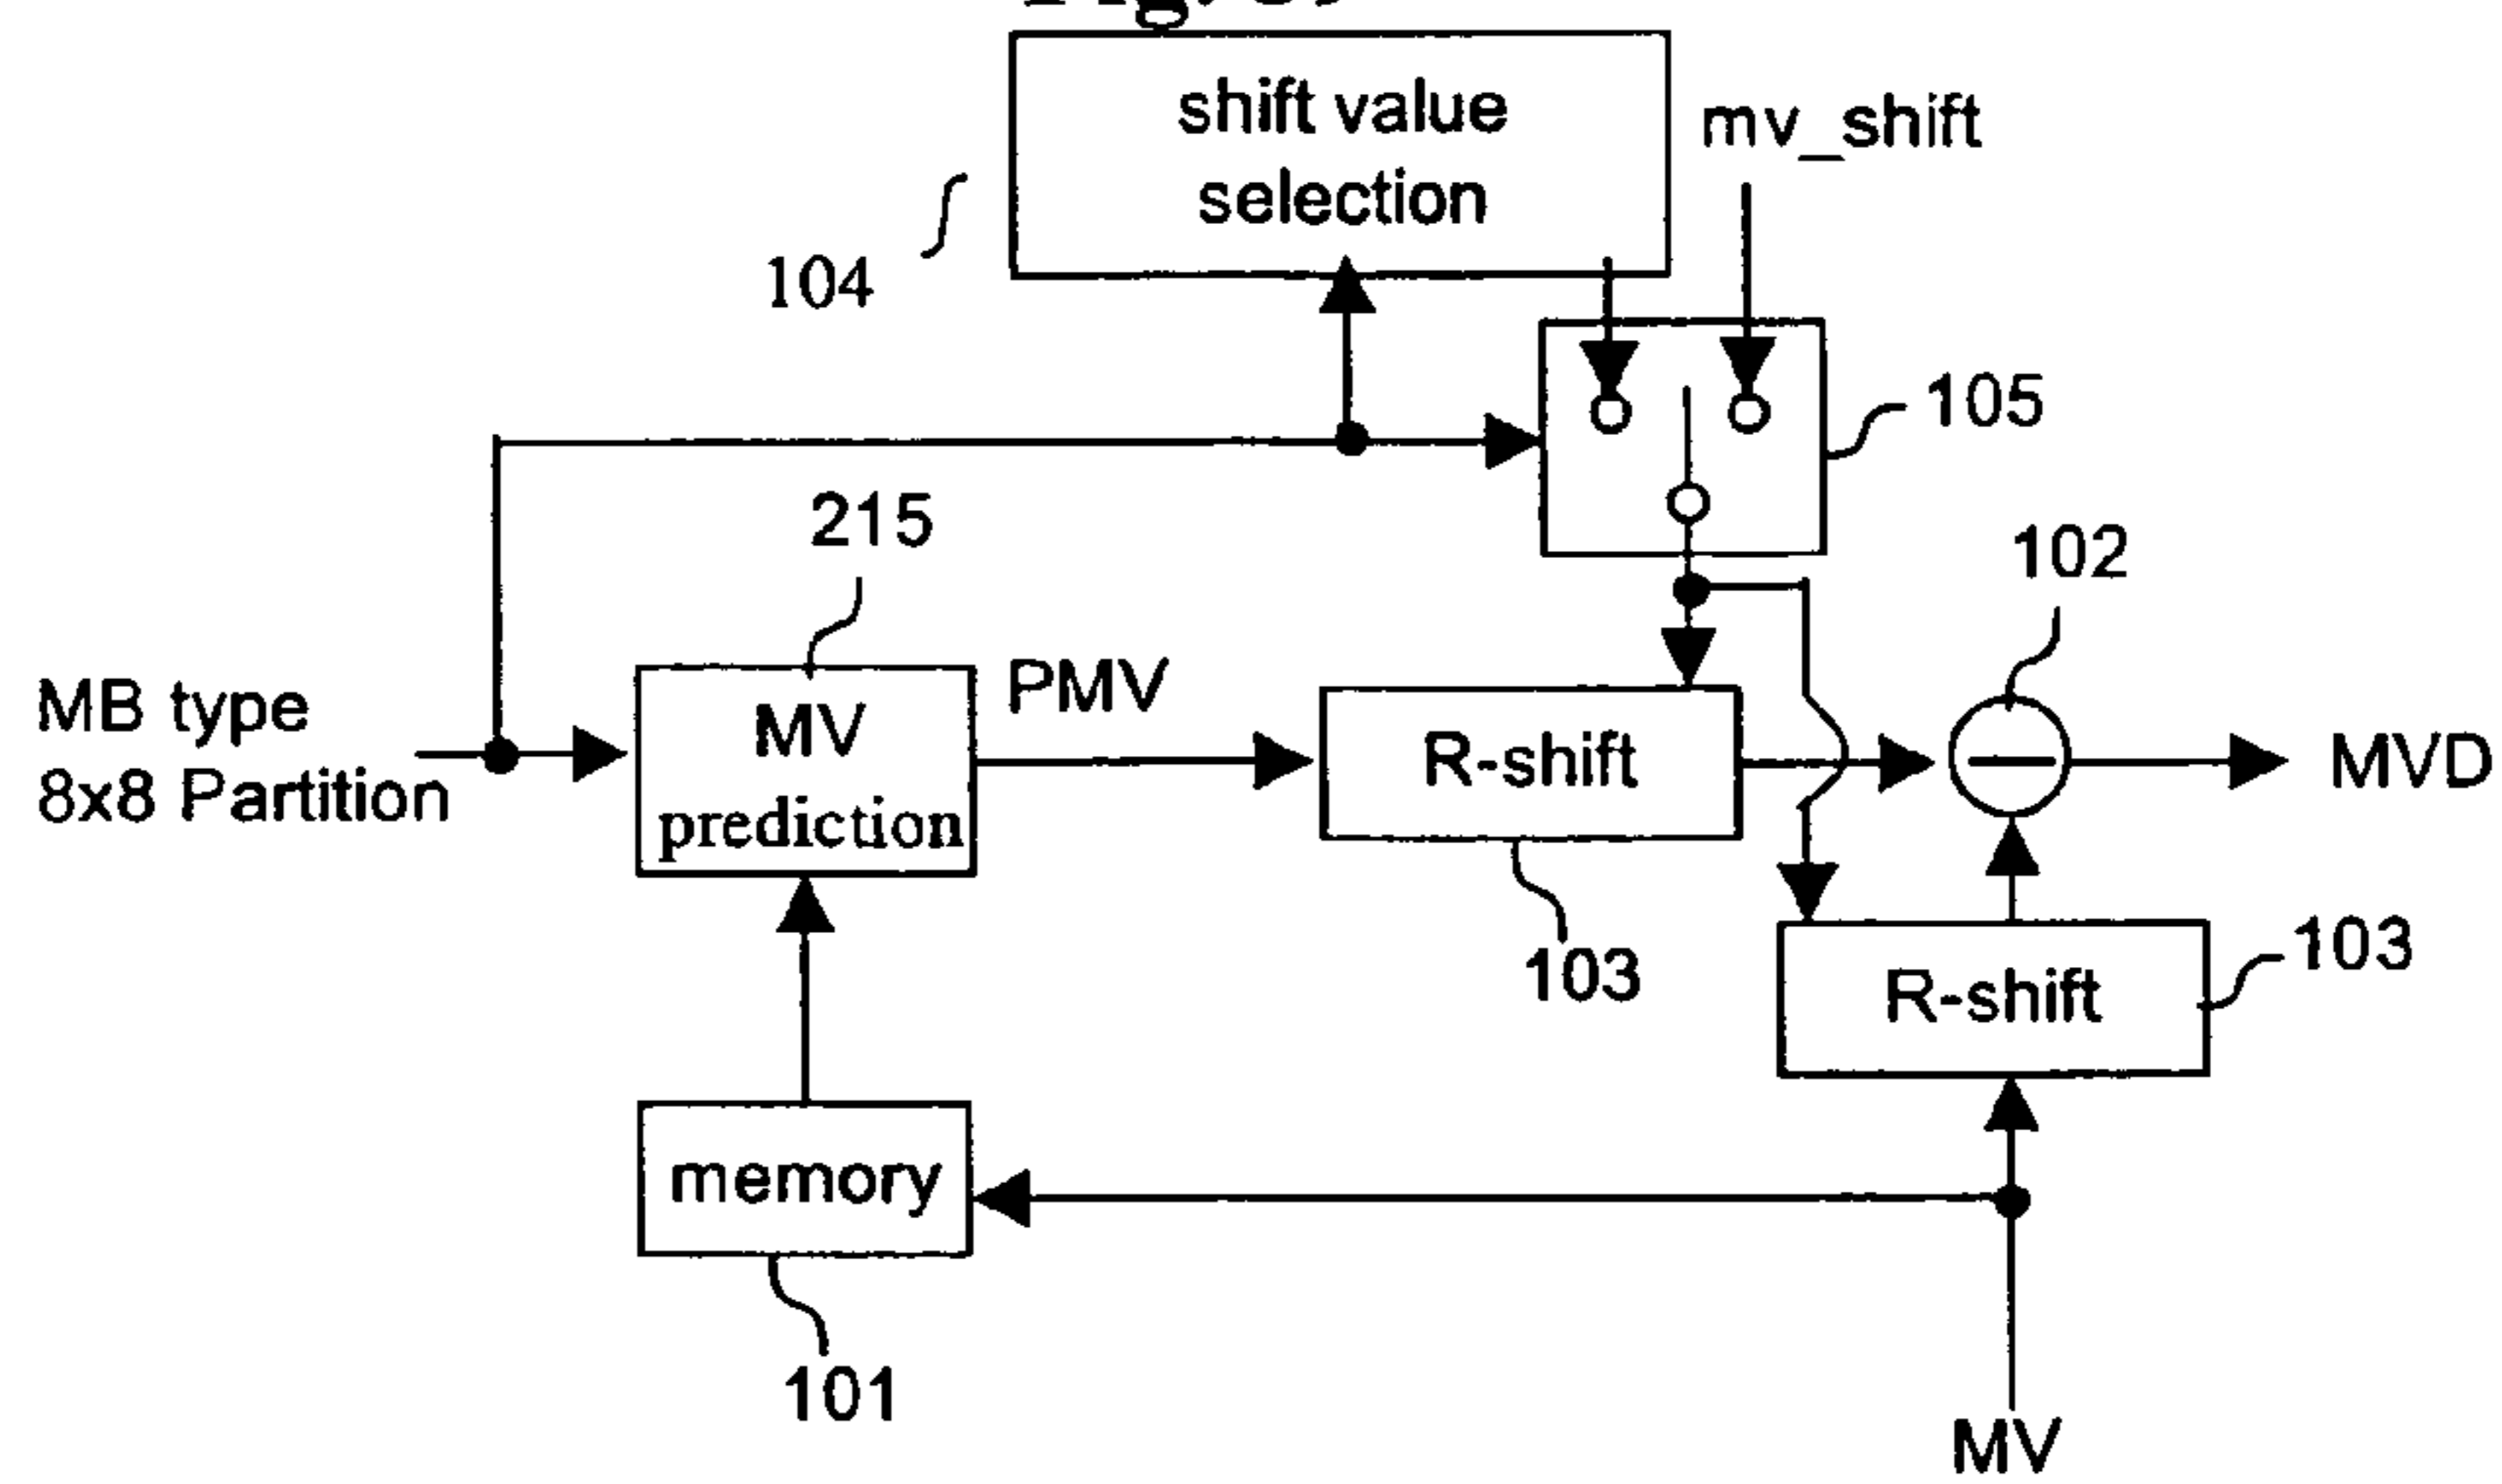 shift value
selection
mv_shift
104
105
215
102
MB type
8x8 Partition
MV
prediction
PMV
R-shift
MVD
103
R-shift
103
memory
101
MV